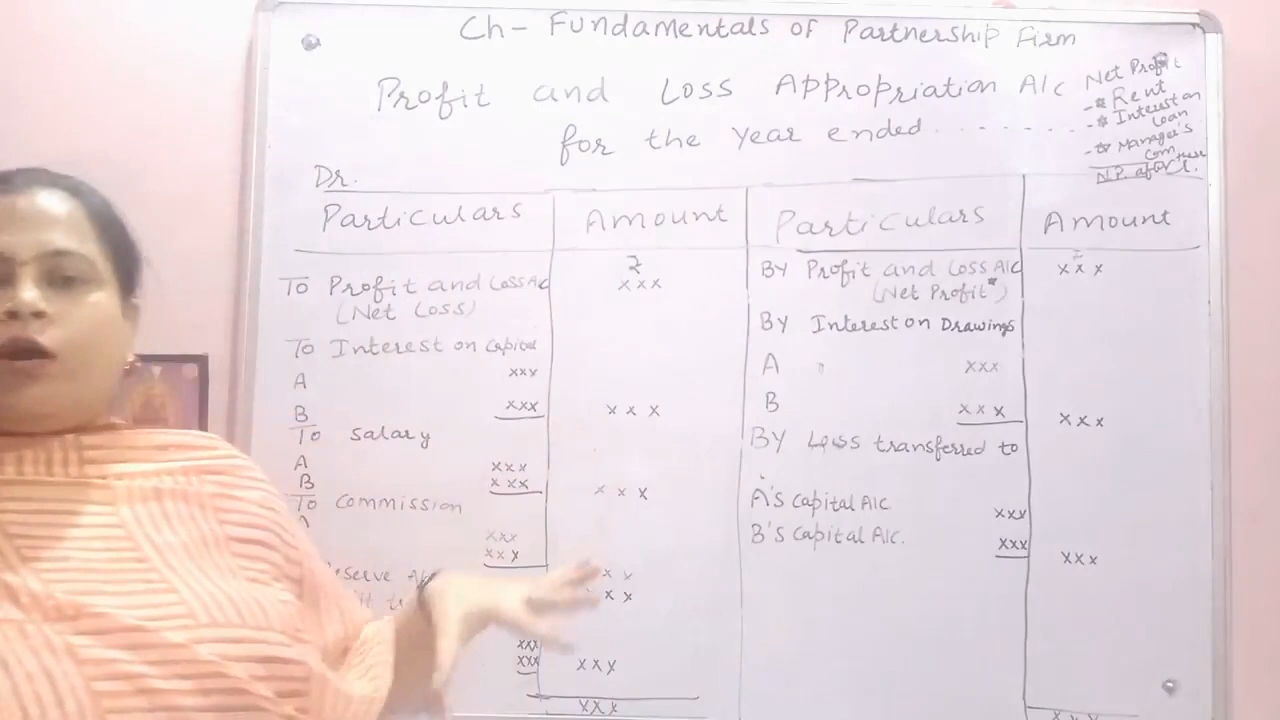 Ch- Fundamentals of Partnership Firm
Profit and Loss Appropriation A/c
for the Year ended..........
Net Profit
-* Rent
-* Interest on
Loan
-* Manager's
Com
N.P. after these
Dr.
Particulars Amount Particulars Amount
₹
To Profit and Loss A/c xxx
(Net Loss)
To Interest on Capital
A xxx
B xxx xxx
To Salary
A xxx
B xxx xxx
To Commission
A xxx
xxx
xx
xx
xxx
xxx xxx
xxx
By Profit and Loss A/c xxx
(Net Profit*)
By Interest on Drawings
A xxx
B xxx xxx
By Loss transferred to
A's Capital A/c xxx
B's Capital A/c. xxx
xxx
xxx